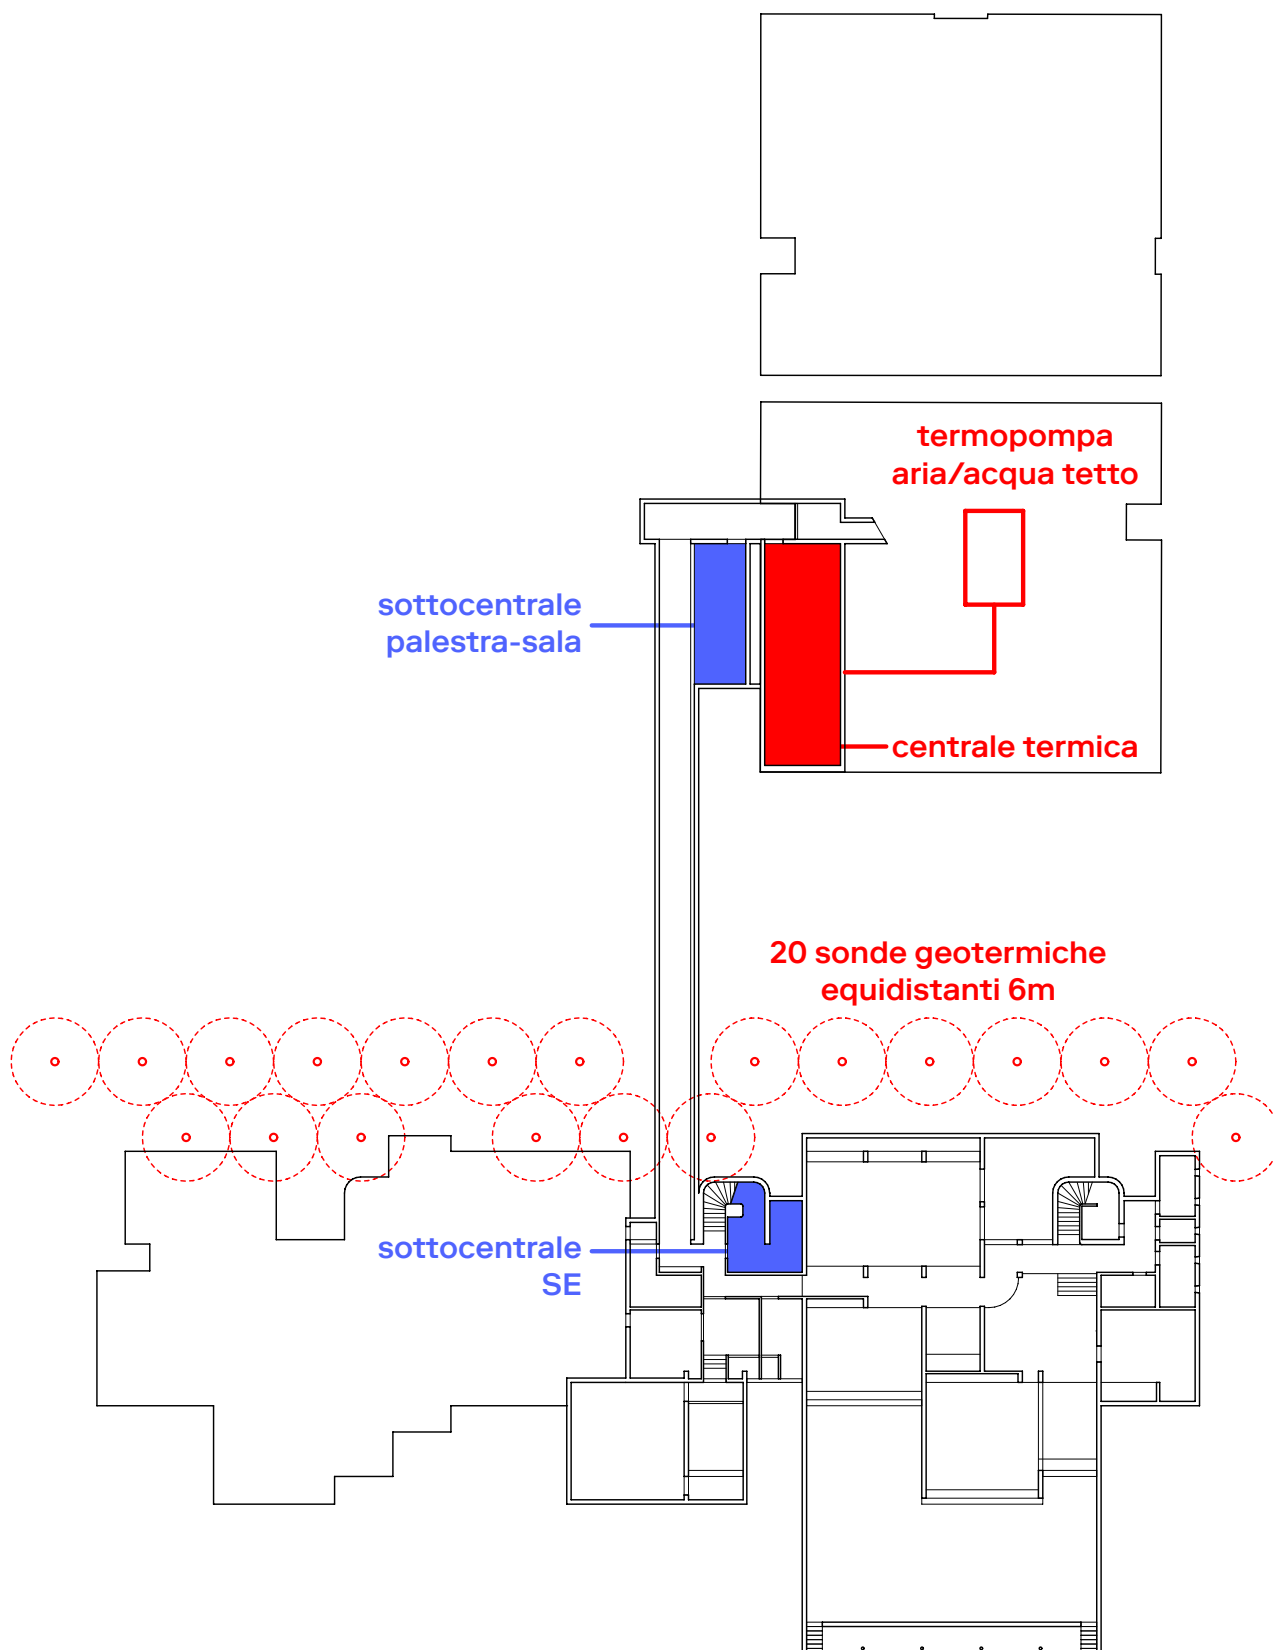 termopompa
aria/acqua tetto
sottocentrale
palestra-sala
centrale termica
20 sonde geotermiche
equidistanti 6m
sottocentrale
SE